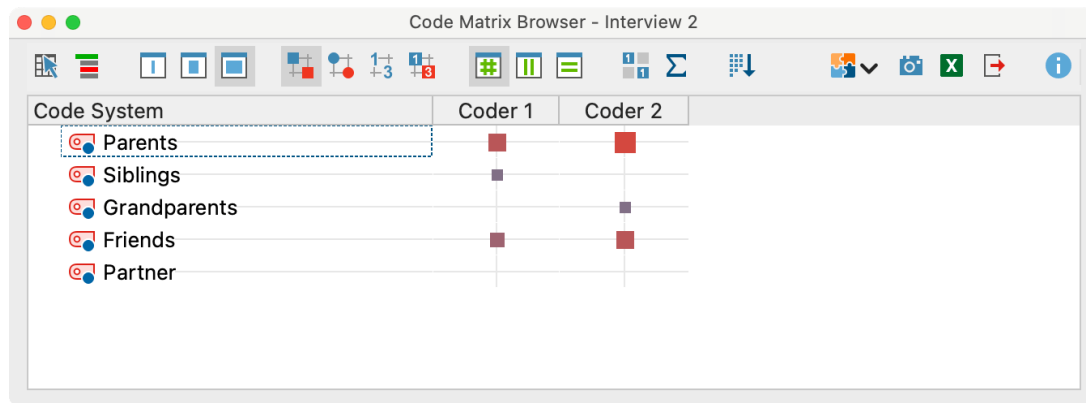 Code Matrix Browser - Interview 2
Code System Coder 1 Coder 2
Parents
Siblings
Grandparents
Friends
Partner